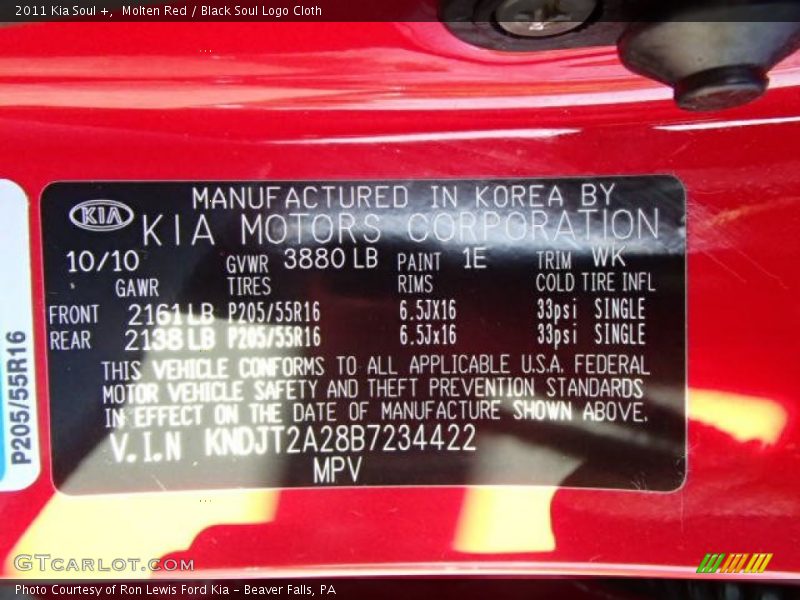 2011 Kia Soul +,  Molten Red / Black Soul Logo Cloth
MANUFACTURED IN KOREA BY
KIA KIA MOTORS CORPORATION
10/10 GVWR 3880 LB PAINT 1E TRIM WK
GAWR TIRES RIMS COLD TIRE INFL
FRONT 2161 LB P205/55R16 6.5JX16 33psi SINGLE
REAR 2138 LB P205/55R16 6.5Jx16 33psi SINGLE
THIS VEHICLE CONFORMS TO ALL APPLICABLE U.S.A. FEDERAL
MOTOR VEHICLE SAFETY AND THEFT PREVENTION STANDARDS
IN EFFECT ON THE DATE OF MANUFACTURE SHOWN ABOVE.
V.I.N KNDJT2A28B7234422
MPV
P205/55R16
GTcarlot.com
Photo Courtesy of Ron Lewis Ford Kia - Beaver Falls, PA